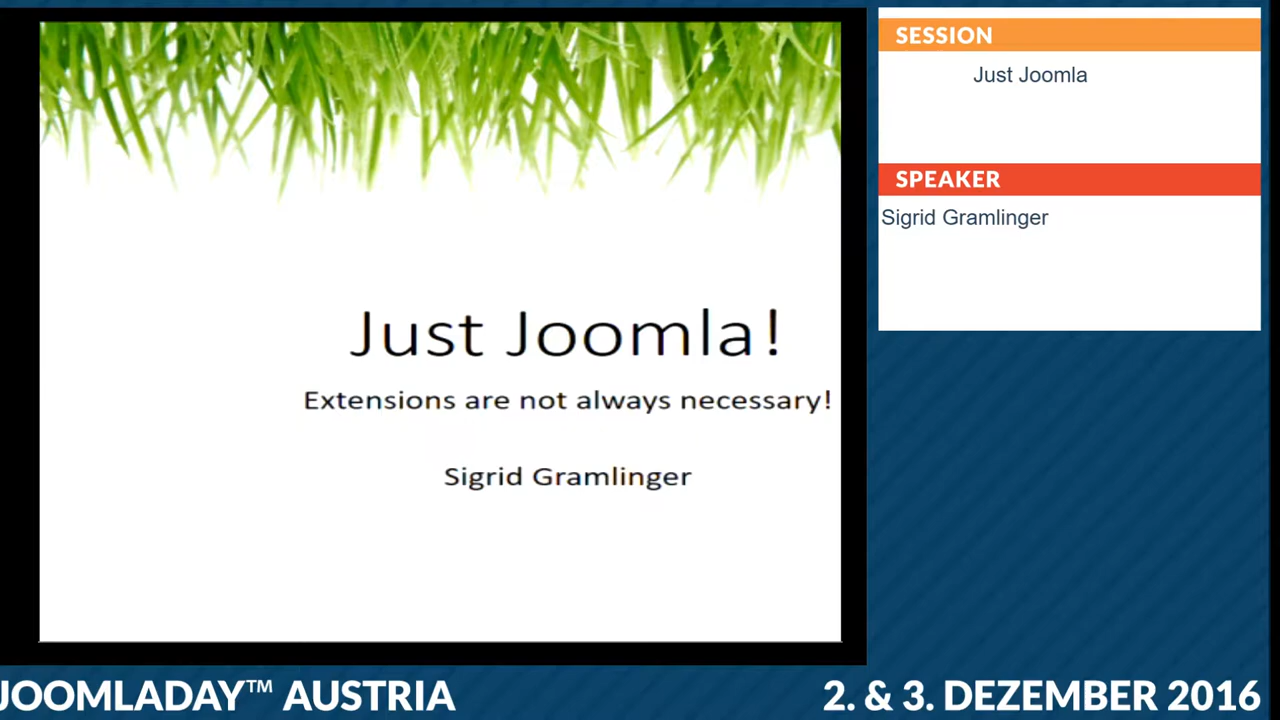 Just Joomla!
Extensions are not always necessary!
Sigrid Gramlinger
SESSION
Just Joomla
SPEAKER
Sigrid Gramlinger
JOOMLADAY™ AUSTRIA
2. & 3. DEZEMBER 2016